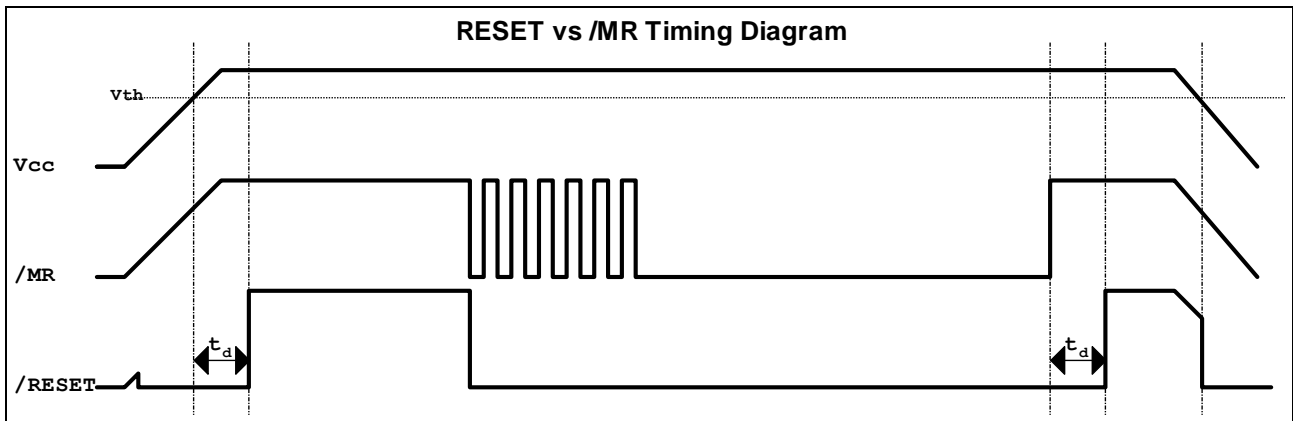 RESET vs /MR Timing Diagram
Vth
Vcc
/MR
td
td
/RESET